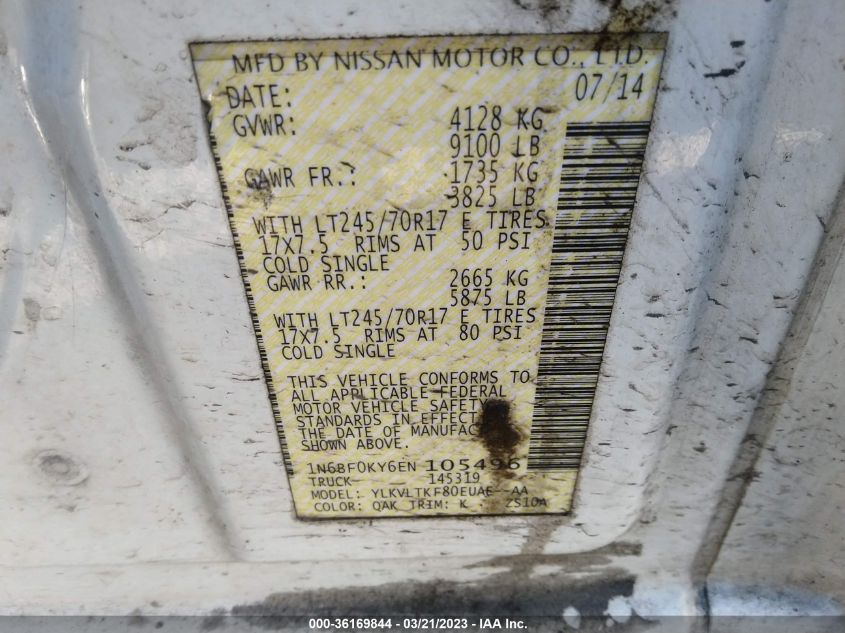 MFD BY NISSAN MOTOR CO., LTD.
DATE: 07/14
GVWR: 4128 KG
9100 LB
GAWR FR.: 1735 KG
3825 LB
WITH LT245/70R17 E TIRES
17X7.5 RIMS AT 50 PSI
COLD SINGLE
GAWR RR.: 2665 KG
5875 LB
WITH LT245/70R17 E TIRES
17X7.5 RIMS AT 80 PSI
COLD SINGLE
THIS VEHICLE CONFORMS TO
ALL APPLICABLE FEDERAL
MOTOR VEHICLE SAFETY
STANDARDS IN EFFECT
THE DATE OF MANUFAC
SHOWN ABOVE.
1N6BF0KY6EN 105496
TRUCK 145319
MODEL: YLKVLTKF80EUAE--AA
COLOR: QAK TRIM: K ZS10A
000-36169844 — 03/21/2023 — IAA Inc.